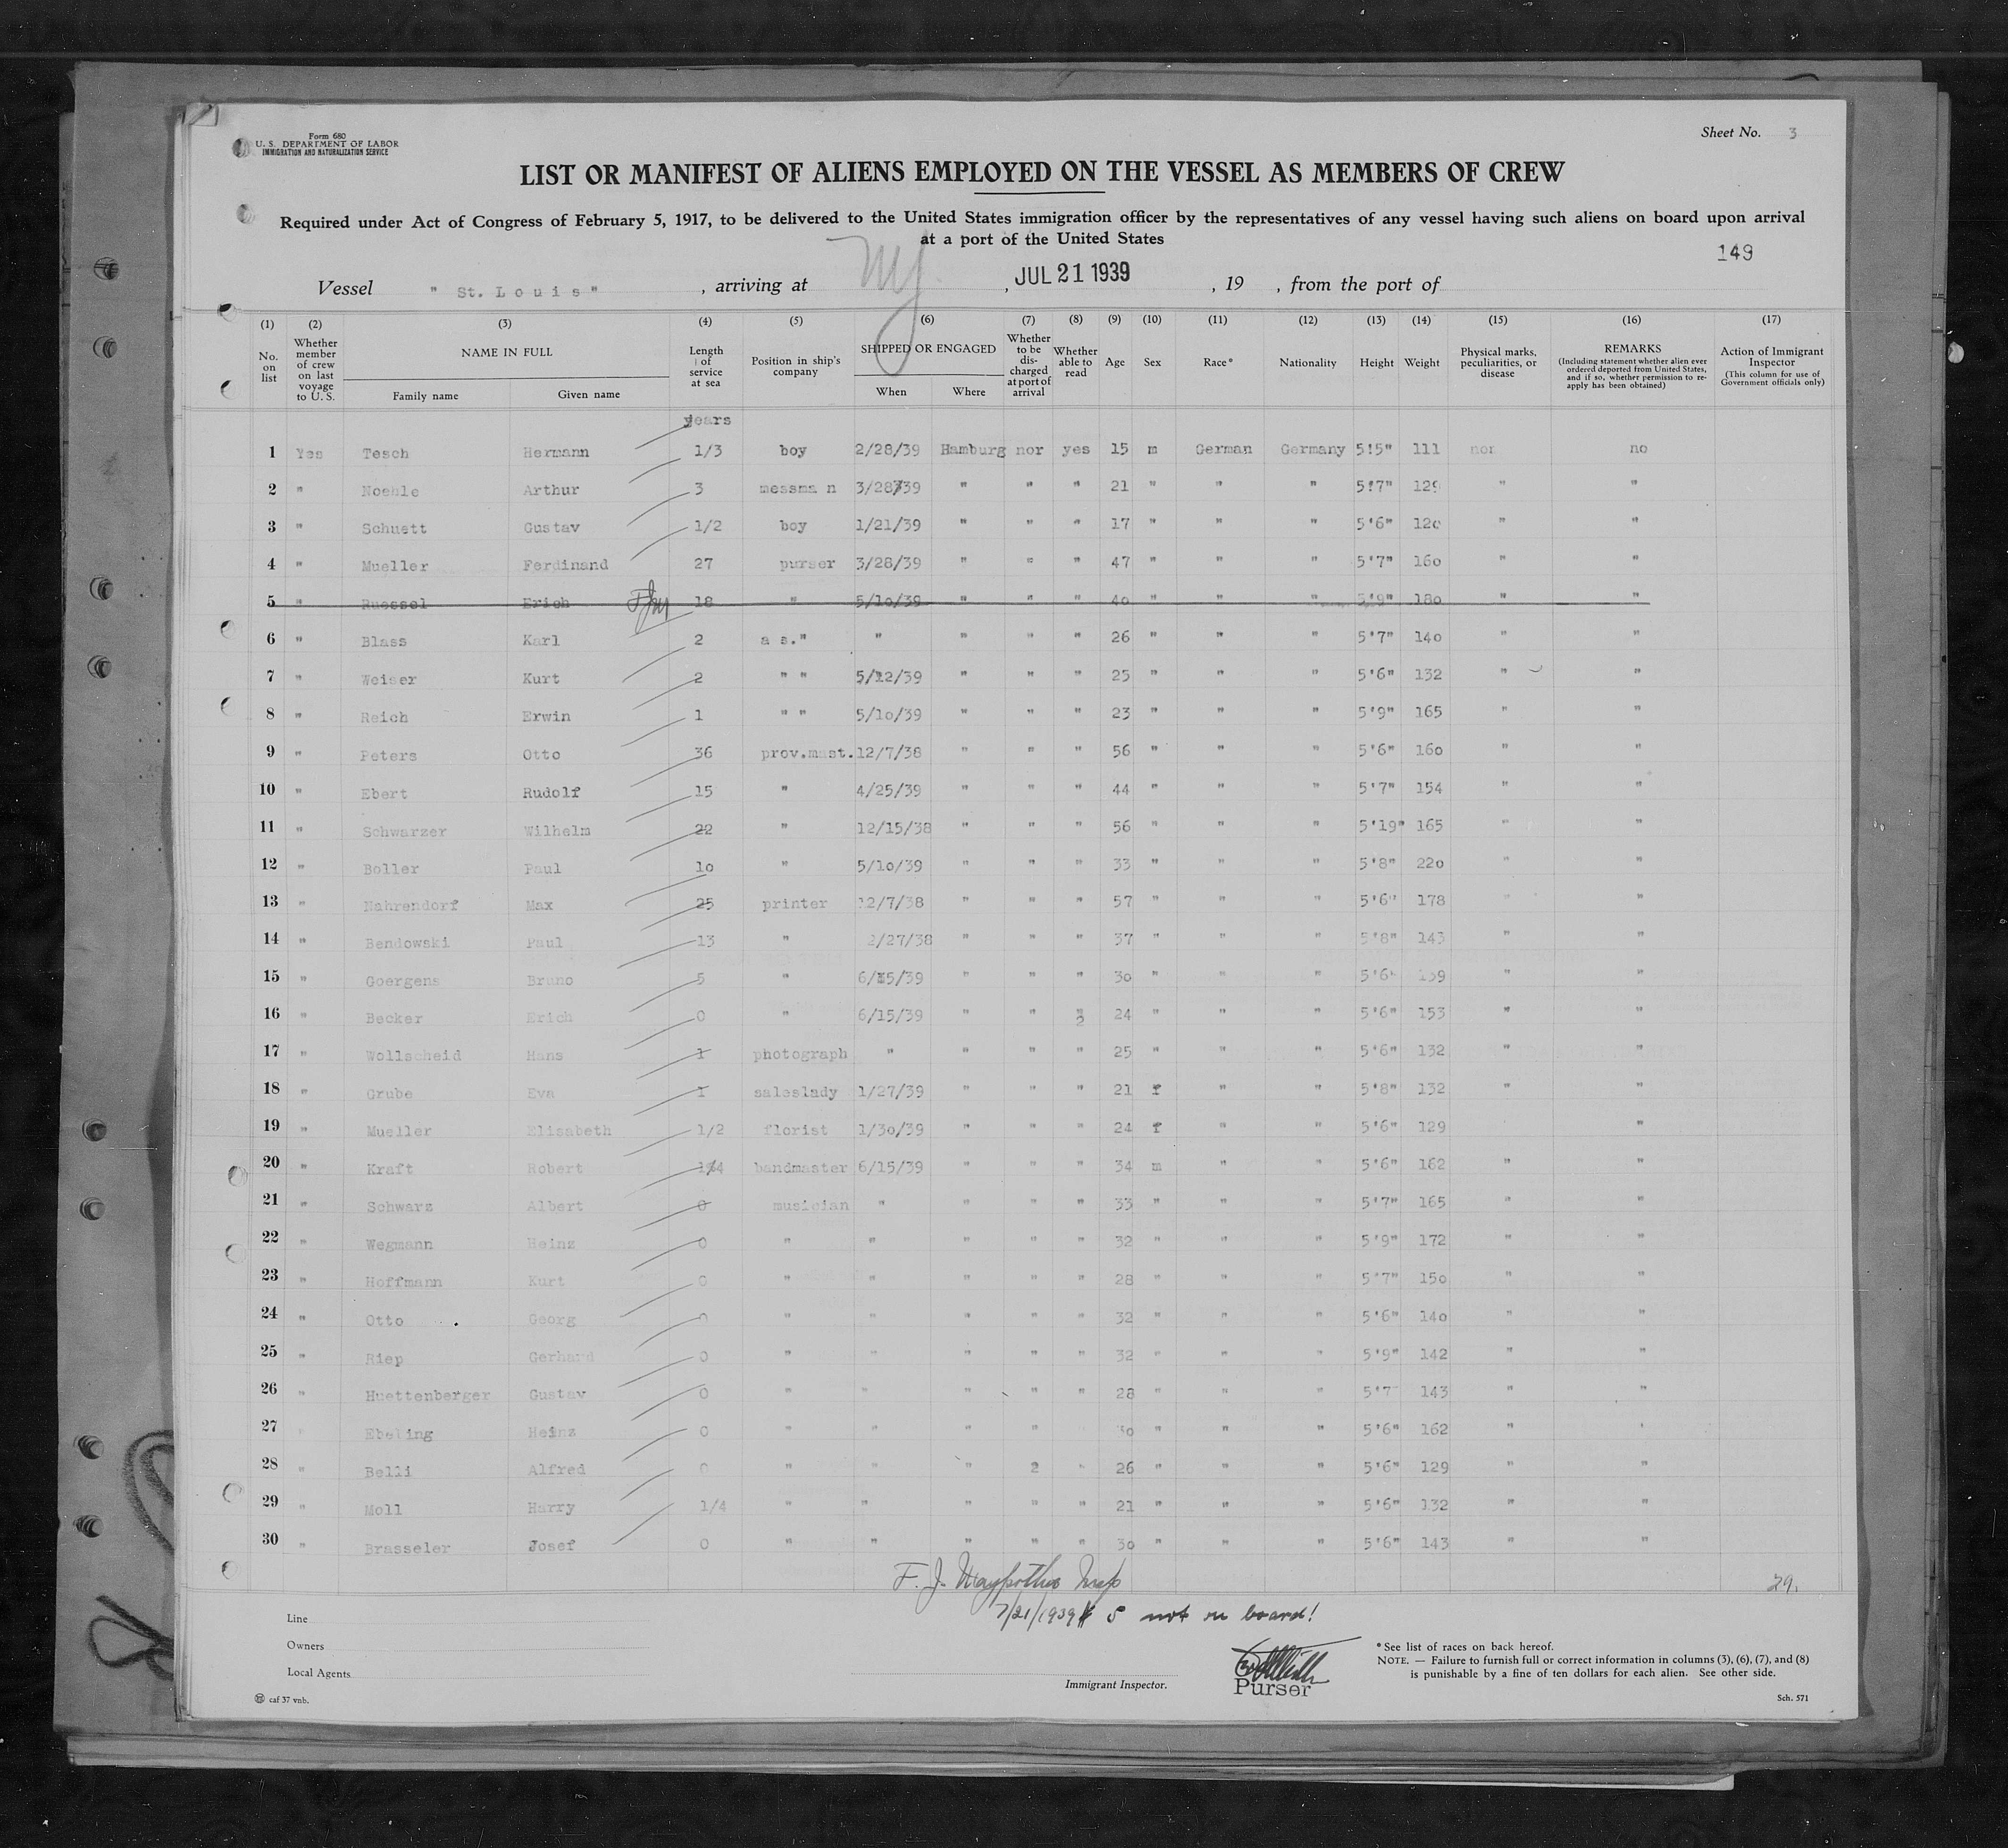 Form 680
U. S. DEPARTMENT OF LABOR
IMMIGRATION AND NATURALIZATION SERVICE
Sheet No. 3
LIST OR MANIFEST OF ALIENS EMPLOYED ON THE VESSEL AS MEMBERS OF CREW
Required under Act of Congress of February 5, 1917, to be delivered to the United States immigration officer by the representatives of any vessel having such aliens on board upon arrival
at a port of the United States
149
Vessel " St. Louis" , arriving at NY , JUL 21 1939 , 19 , from the port of
(1) (2) (3) (4) (5) (6) (7) (8) (9) (10) (11) (12) (13) (14) (15) (16) (17)
No. on list Whether member of crew on last voyage to U. S. NAME IN FULL Family name Given name Length of service at sea Position in ship's company SHIPPED OR ENGAGED When Where Whether to be discharged at port of arrival Whether able to read Age Sex Race* Nationality Height Weight Physical marks, peculiarities, or disease REMARKS (Including statement whether alien ever ordered deported from United States, and if so, whether permission to re-apply has been obtained) Action of Immigrant Inspector (This column for use of Government officials only)
years
1 Yes Tesch Hermann 1/3 boy 2/28/39 Hamburg nor yes 15 m German Germany 5'5" 111 non no
2 " Noehle Arthur 3 messma n 3/28/39 " " " 21 " " " 5'7" 129 " "
3 " Schnett Gustav 1/2 boy 1/21/39 " " " 17 " " " 5'6" 120 " "
4 " Mueller Ferdinand 27 purser 3/28/39 " " " 47 " " " 5'7" 160 " "
5 " Ruessel Erich 18 " 5/10/39 " " " 40 " " " 5'9" 180 " "
6 " Blass Karl 2 a s." " " " " 26 " " " 5'7" 140 " "
7 " Weiser Kurt 2 " " 5/12/39 " " " 25 " " " 5'6" 132 " "
8 " Reich Erwin 1 " " 5/10/39 " " " 23 " " " 5'9" 165 " "
9 " Peters Otto 36 prov.mast. 12/7/38 " " " 56 " " " 5'6" 160 " "
10 " Ebert Rudolf 15 " 4/25/39 " " " 44 " " " 5'7" 154 " "
11 " Schwarzer Wilhelm 22 " 12/15/38 " " " 56 " " " 5'19" 165 " "
12 " Boller Paul 10 " 5/10/39 " " " 33 " " " 5'8" 220 " "
13 " Nahrendorf Max 25 printer 12/7/38 " " " 57 " " " 5'6" 178 " "
14 " Bendowski Paul 13 " 2/27/38 " " " 37 " " " 5'8" 143 " "
15 " Goergens Bruno 5 " 6/15/39 " " " 30 " " " 5'6" 139 " "
16 " Becker Erich 0 " 6/15/39 " " " 2 24 " " " 5'6" 153 " "
17 " Wollscheid Hans 1 photograph " " " " 25 " " " 5'6" 132 " "
18 " Grube Eva 1 saleslady 1/27/39 " " " 21 f " " 5'8" 132 " "
19 " Mueller Elisabeth 1/2 florist 1/30/39 " " " 24 f " " 5'6" 129 "
20 " Kraft Robert 1/4 bandmaster 6/15/39 " " " 34 m " " 5'6" 162 " "
21 " Schwarz Albert 0 musician " " " " 33 " " " 5'7" 165 " "
22 " Wegmann Heinz 0 " " " " " 32 " " " 5'9" 172 " "
23 " Hoffmann Kurt 0 " " " " " 28 " " " 5'7" 150 " "
24 " Otto Georg 0 " " " " " 32 " " " 5'6" 140 " "
25 " Riep Gerhard 0 " " " " " 32 " " " 5'9" 142 " "
26 " Huettenberger Gustav 0 " " " " " 28 " " " 5'7" 143 " "
27 " Ebeling Heinz 0 " " " " " 30 " " " 5'6" 162 " "
28 " Belli Alfred 0 " " " 2 " 26 " " " 5'6" 129 " "
29 " Moll Harry 1/4 " " " " " 21 " " " 5'6" 132 " "
30 " Brasseler Josef 0 " " " " " 30 " " " 5'6" 143 " "
F. J. Insp
29.
7/21/1939 # 5 not on board!
Line
Owners
Local Agents
Immigrant Inspector.
Purser
*See list of races on back hereof.
NOTE. — Failure to furnish full or correct information in columns (3), (6), (7), and (8)
is punishable by a fine of ten dollars for each alien. See other side.
caf 37 vnb.
Sch. 571